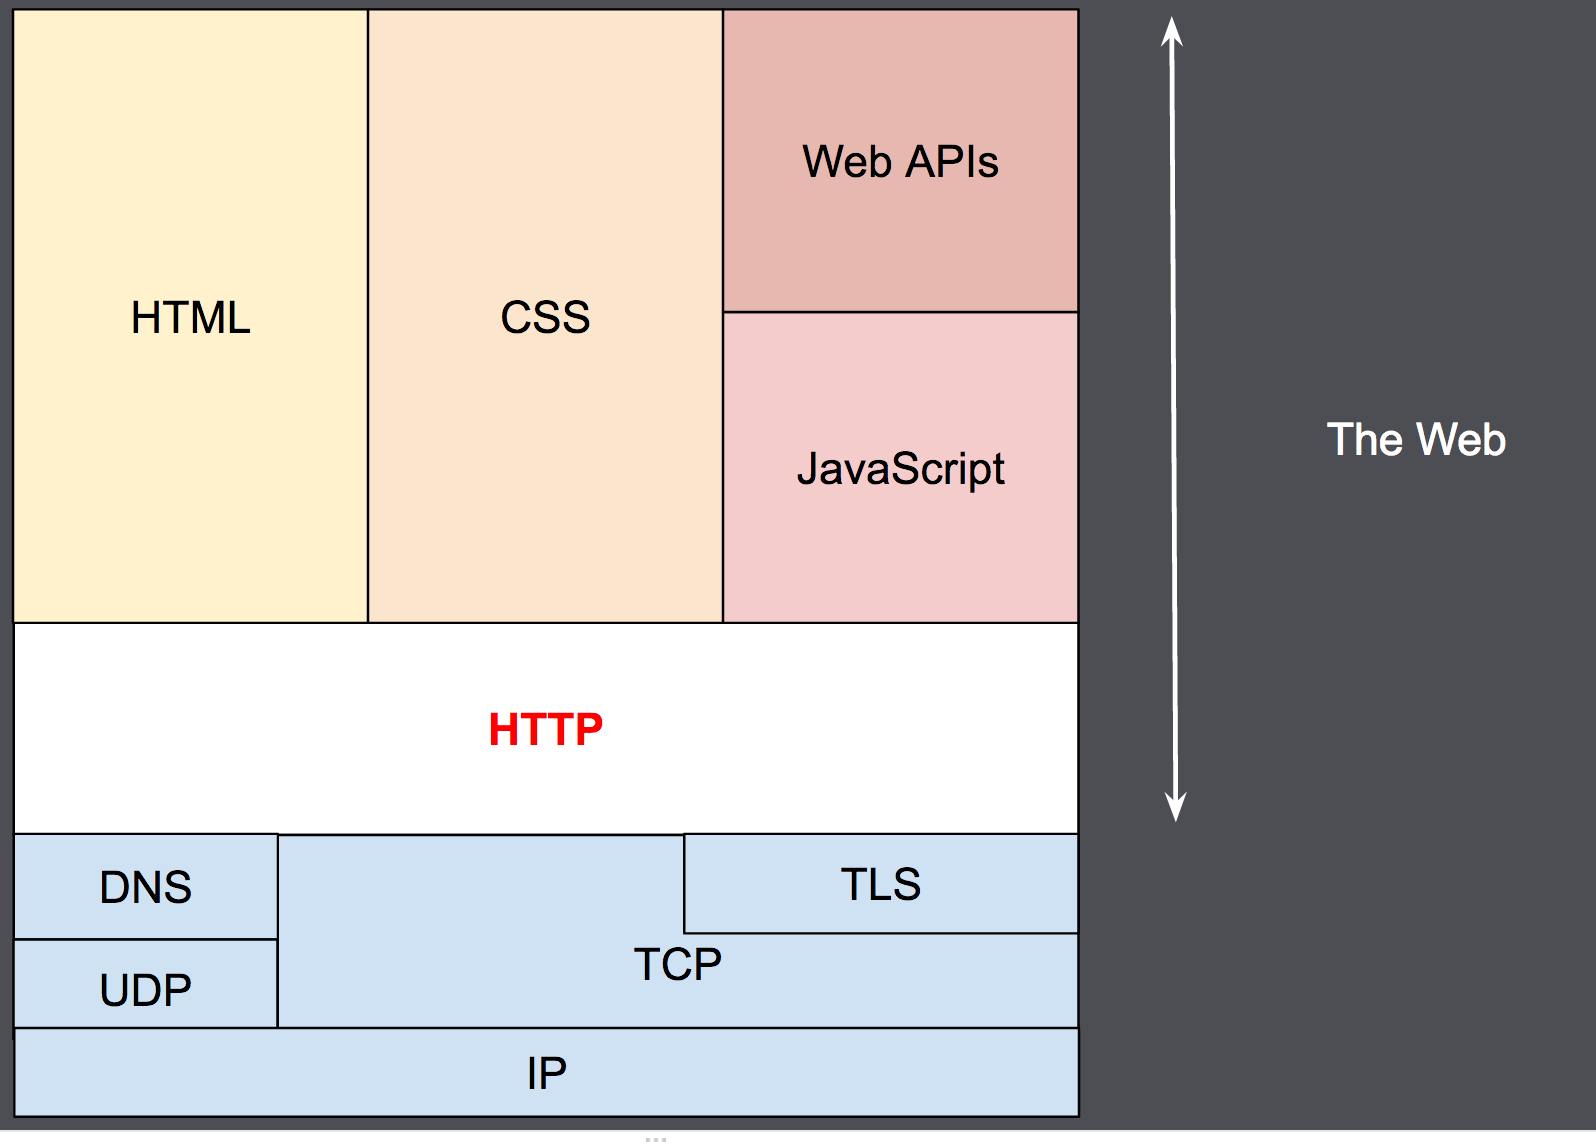 Web APIs
HTML
CSS
JavaScript
The Web
HTTP
DNS
TLS
TCP
UDP
IP